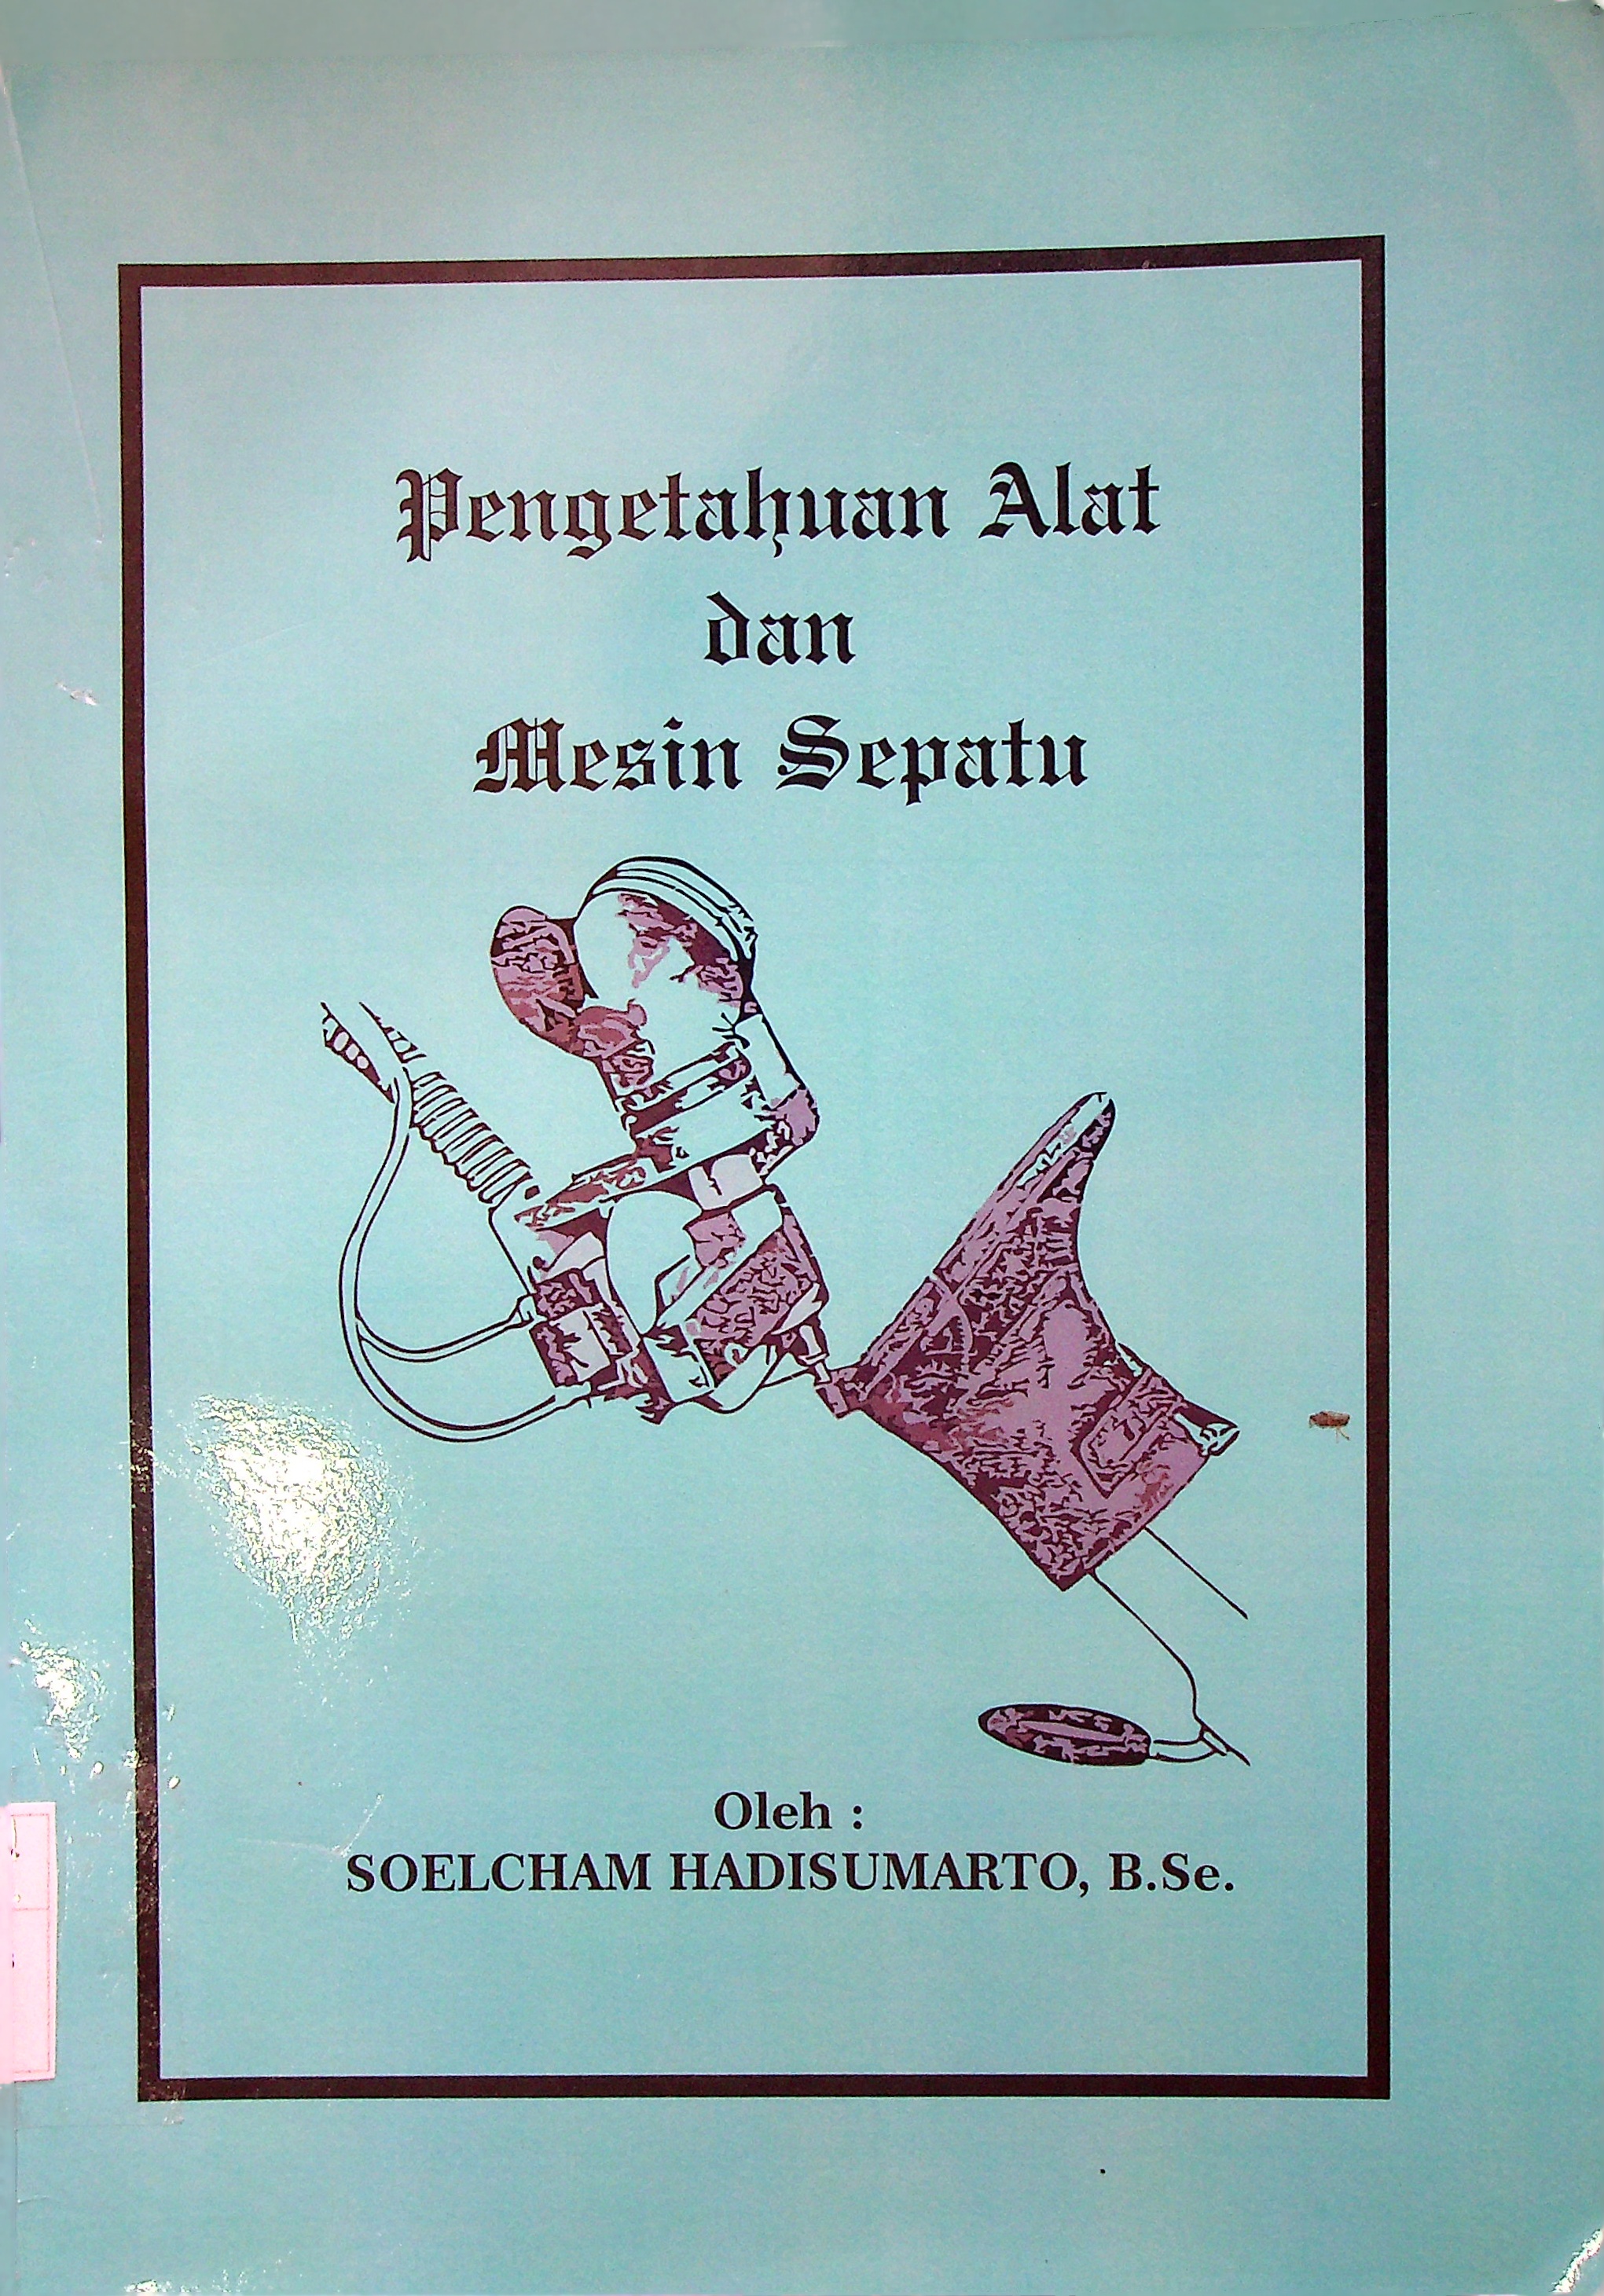 Pengetahuan Alat
dan
Mesin Sepatu
Oleh :
SOELCHAM HADISUMARTO, B.Se.